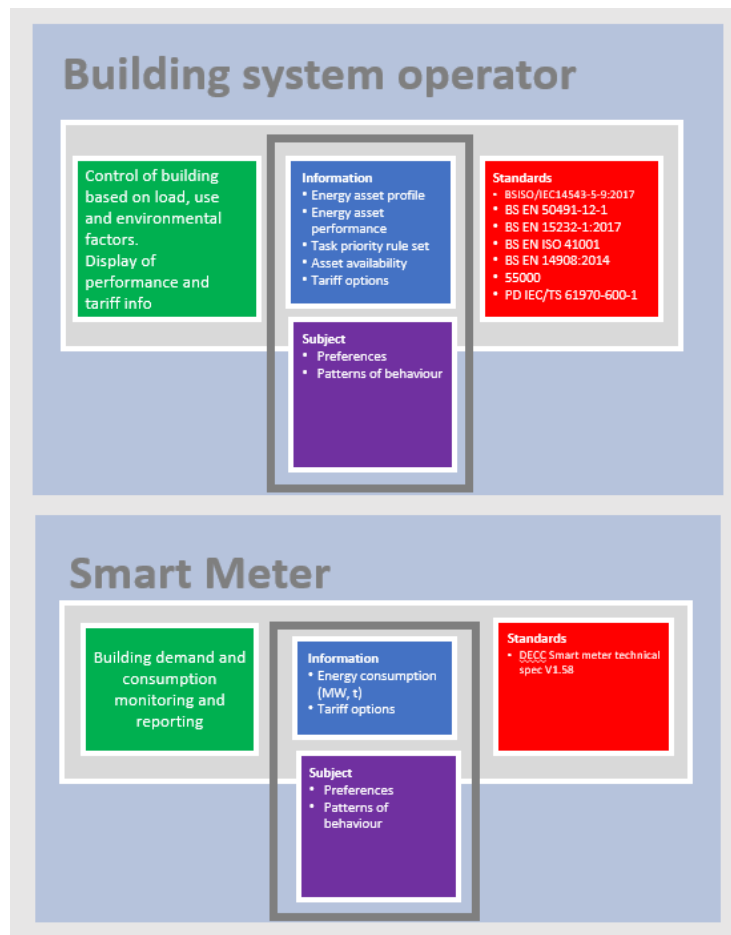 Building system operator
Control of building
based on load, use
and environmental
factors.
Display of
performance and
tariff info
Information
• Energy asset profile
• Energy asset
performance
• Task priority rule set
• Asset availability
• Tariff options
Standards
• BSISO/IEC14543-5-9:2017
• BS EN 50491-12-1
• BS EN 15232-1:2017
• BS EN ISO 41001
• BS EN 14908:2014
• 55000
• PD IEC/TS 61970-600-1
Subject
• Preferences
• Patterns of behaviour
Smart Meter
Building demand and
consumption
monitoring and
reporting
Information
• Energy consumption
(MW, t)
• Tariff options
Standards
• DECC Smart meter technical
spec V1.58
Subject
• Preferences
• Patterns of
behaviour